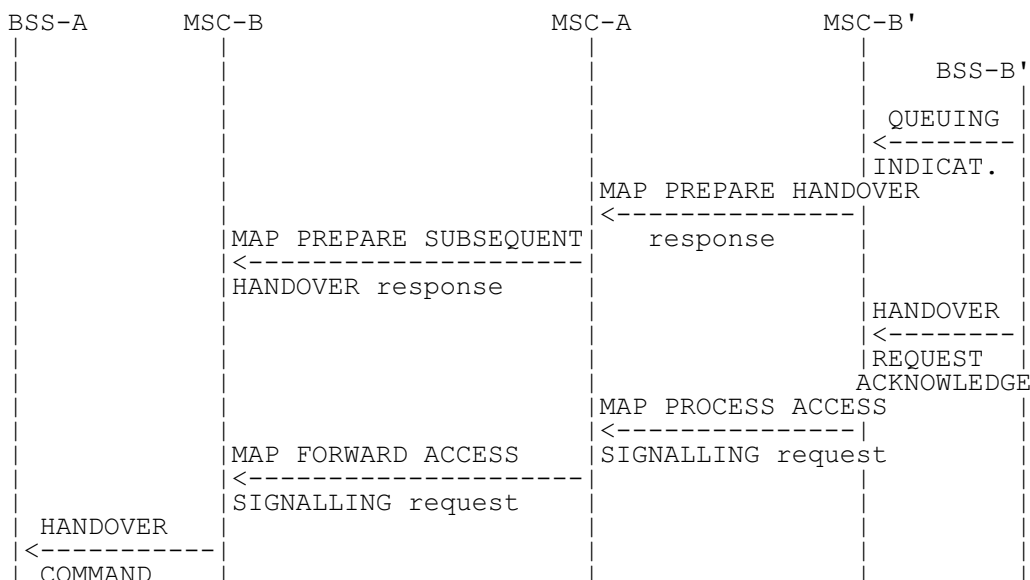 BSS-A MSC-B MSC-A MSC-B'
BSS-B'
QUEUING
INDICAT.
MAP PREPARE HANDOVER
response
MAP PREPARE SUBSEQUENT
HANDOVER response
HANDOVER
REQUEST
ACKNOWLEDGE
MAP PROCESS ACCESS
SIGNALLING request
MAP FORWARD ACCESS
SIGNALLING request
HANDOVER
COMMAND